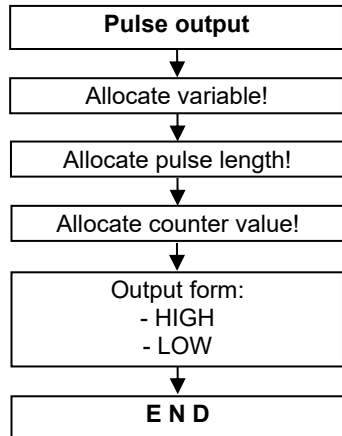 Pulse output
Allocate variable!
Allocate pulse length!
Allocate counter value!
Output form:
- HIGH
- LOW
E N D